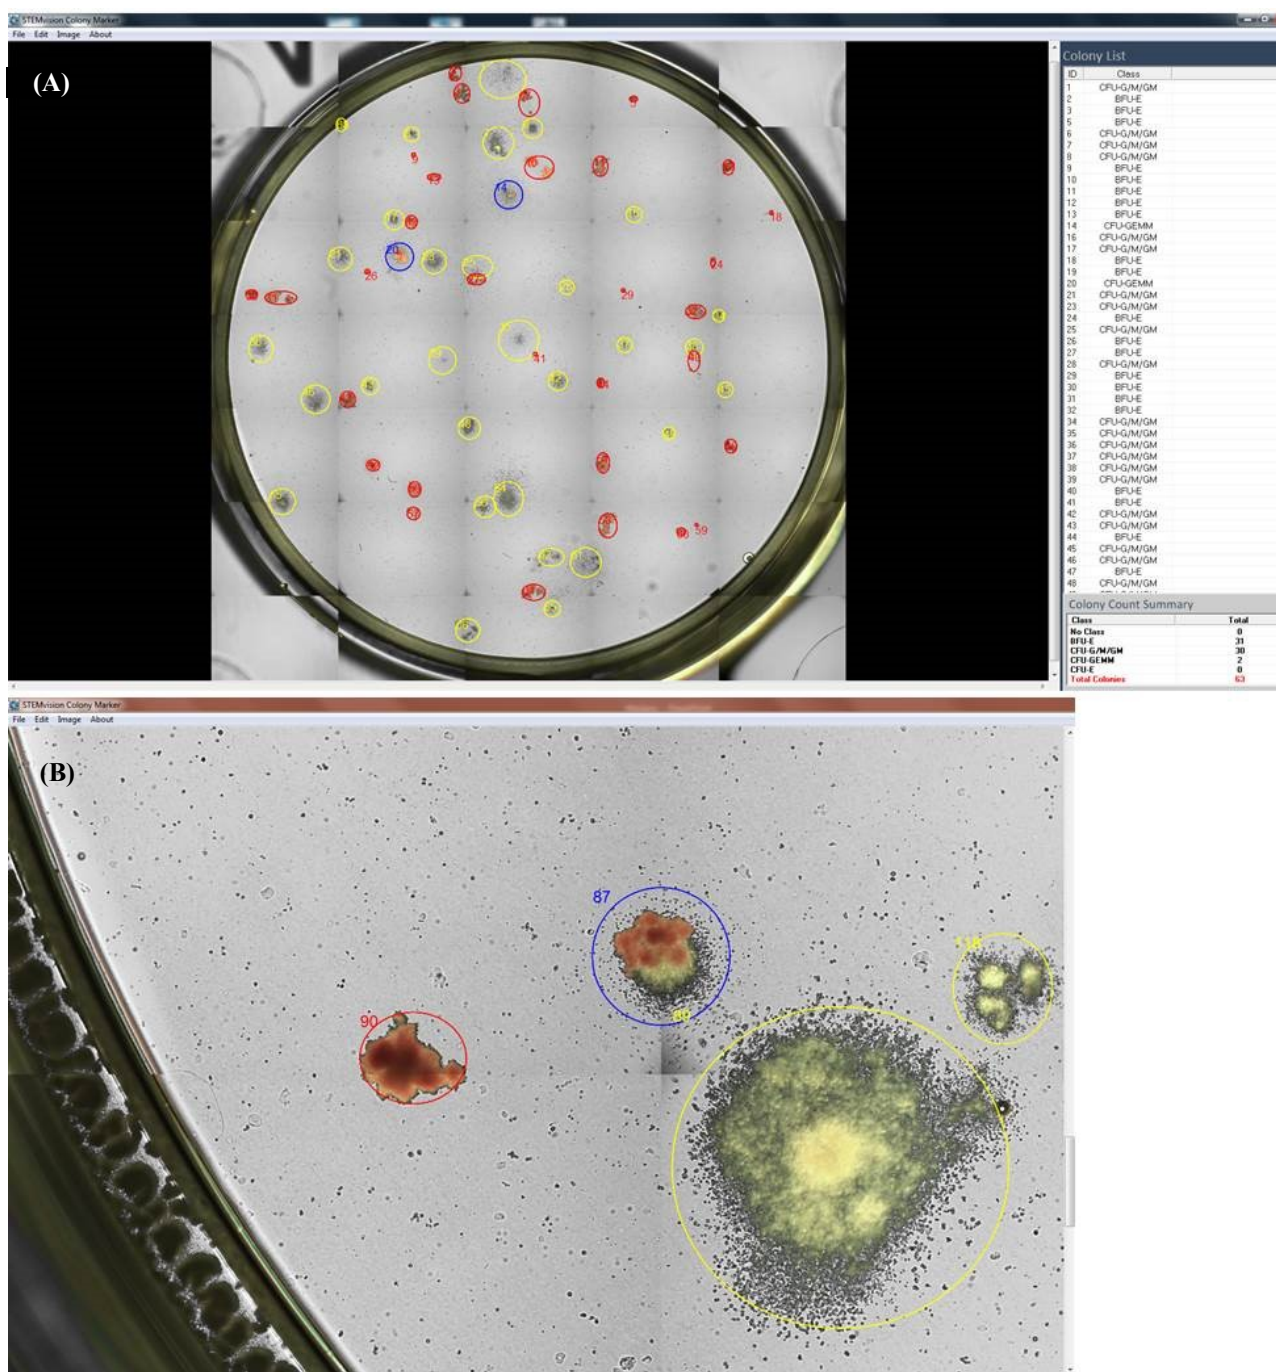 STEMvision Colony Marker
File Edit Image About
(A)
Colony List
ID Class
1 CFU-G/M/GM
2 BFU-E
3 BFU-E
5 BFU-E
6 CFU-G/M/GM
7 CFU-G/M/GM
8 CFU-G/M/GM
9 BFU-E
10 BFU-E
11 BFU-E
12 BFU-E
13 BFU-E
14 CFU-GEMM
16 CFU-G/M/GM
17 CFU-G/M/GM
18 BFU-E
19 BFU-E
20 CFU-GEMM
21 CFU-G/M/GM
23 CFU-G/M/GM
24 BFU-E
25 CFU-G/M/GM
26 BFU-E
27 BFU-E
28 CFU-G/M/GM
29 BFU-E
30 BFU-E
31 BFU-E
32 BFU-E
34 CFU-G/M/GM
35 CFU-G/M/GM
36 CFU-G/M/GM
37 CFU-G/M/GM
38 CFU-G/M/GM
39 CFU-G/M/GM
40 BFU-E
41 BFU-E
42 CFU-G/M/GM
43 CFU-G/M/GM
44 BFU-E
45 CFU-G/M/GM
46 CFU-G/M/GM
47 BFU-E
48 CFU-G/M/GM
Colony Count Summary
Class Total
No Class 0
BFU-E 31
CFU-G/M/GM 30
CFU-GEMM 2
CFU-E 0
Total Colonies 63
14
18
20
24
26
29
41
59
STEMvision Colony Marker
File Edit Image About
(B)
87
90